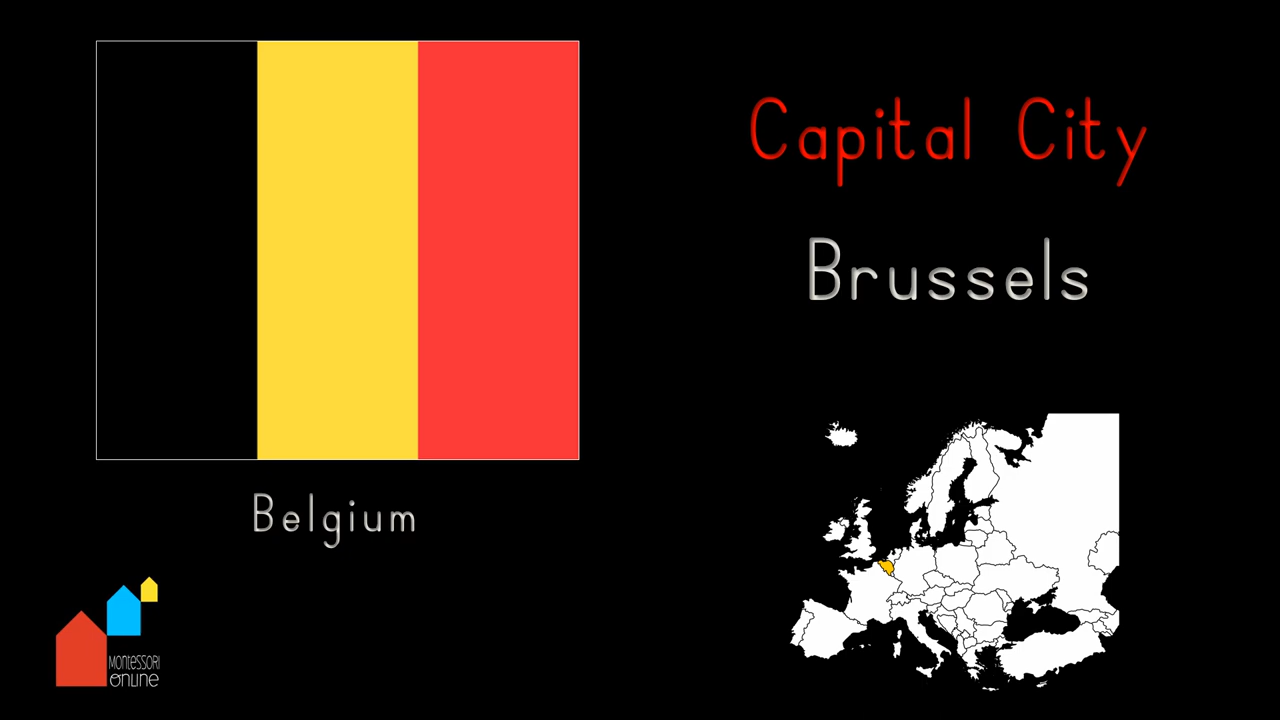 Capital City
Brussels
Belgium
MONTESSORI
ONLINE